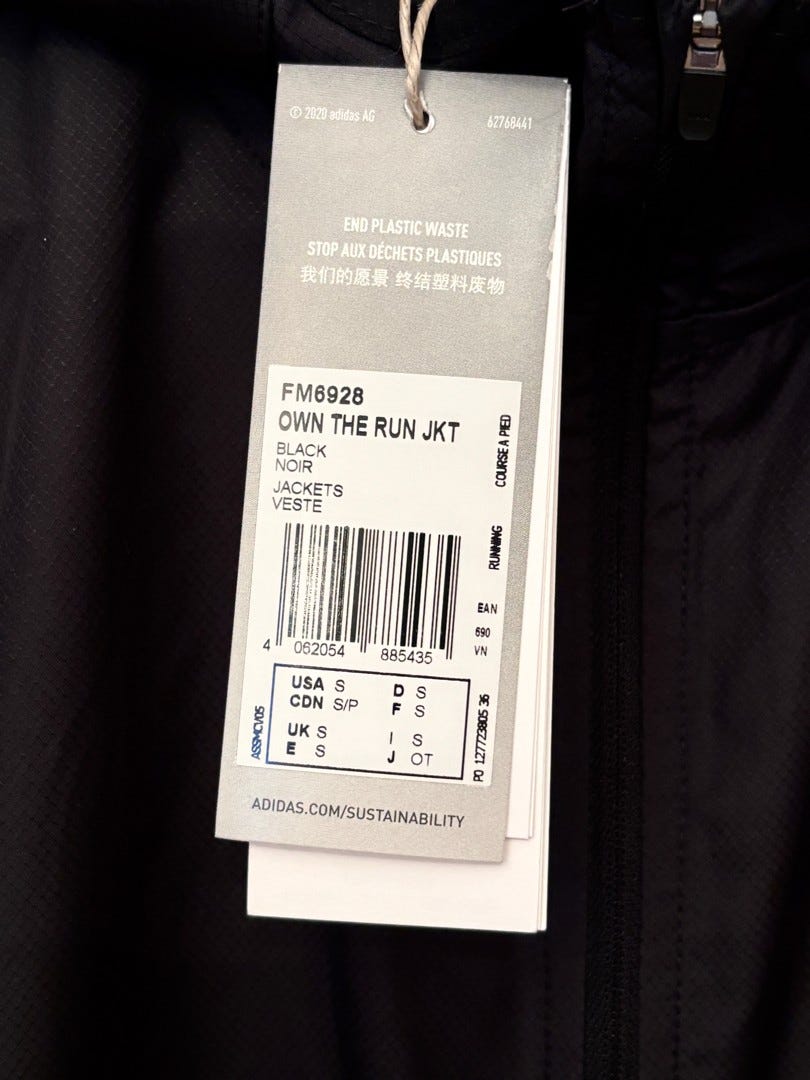 © 2020 adidas AG
62768441
END PLASTIC WASTE
STOP AUX DÉCHETS PLASTIQUES
我们的愿景 终结塑料废物
FM6928
OWN THE RUN JKT
BLACK
NOIR
JACKETS
VESTE
RUNNING COURSE A PIED
EAN
690
VN
4 062054 885435
USA S D S
CDN S/P F S
UK S I S
E S J OT
PO 127723805 36
ADIDAS.COM/SUSTAINABILITY